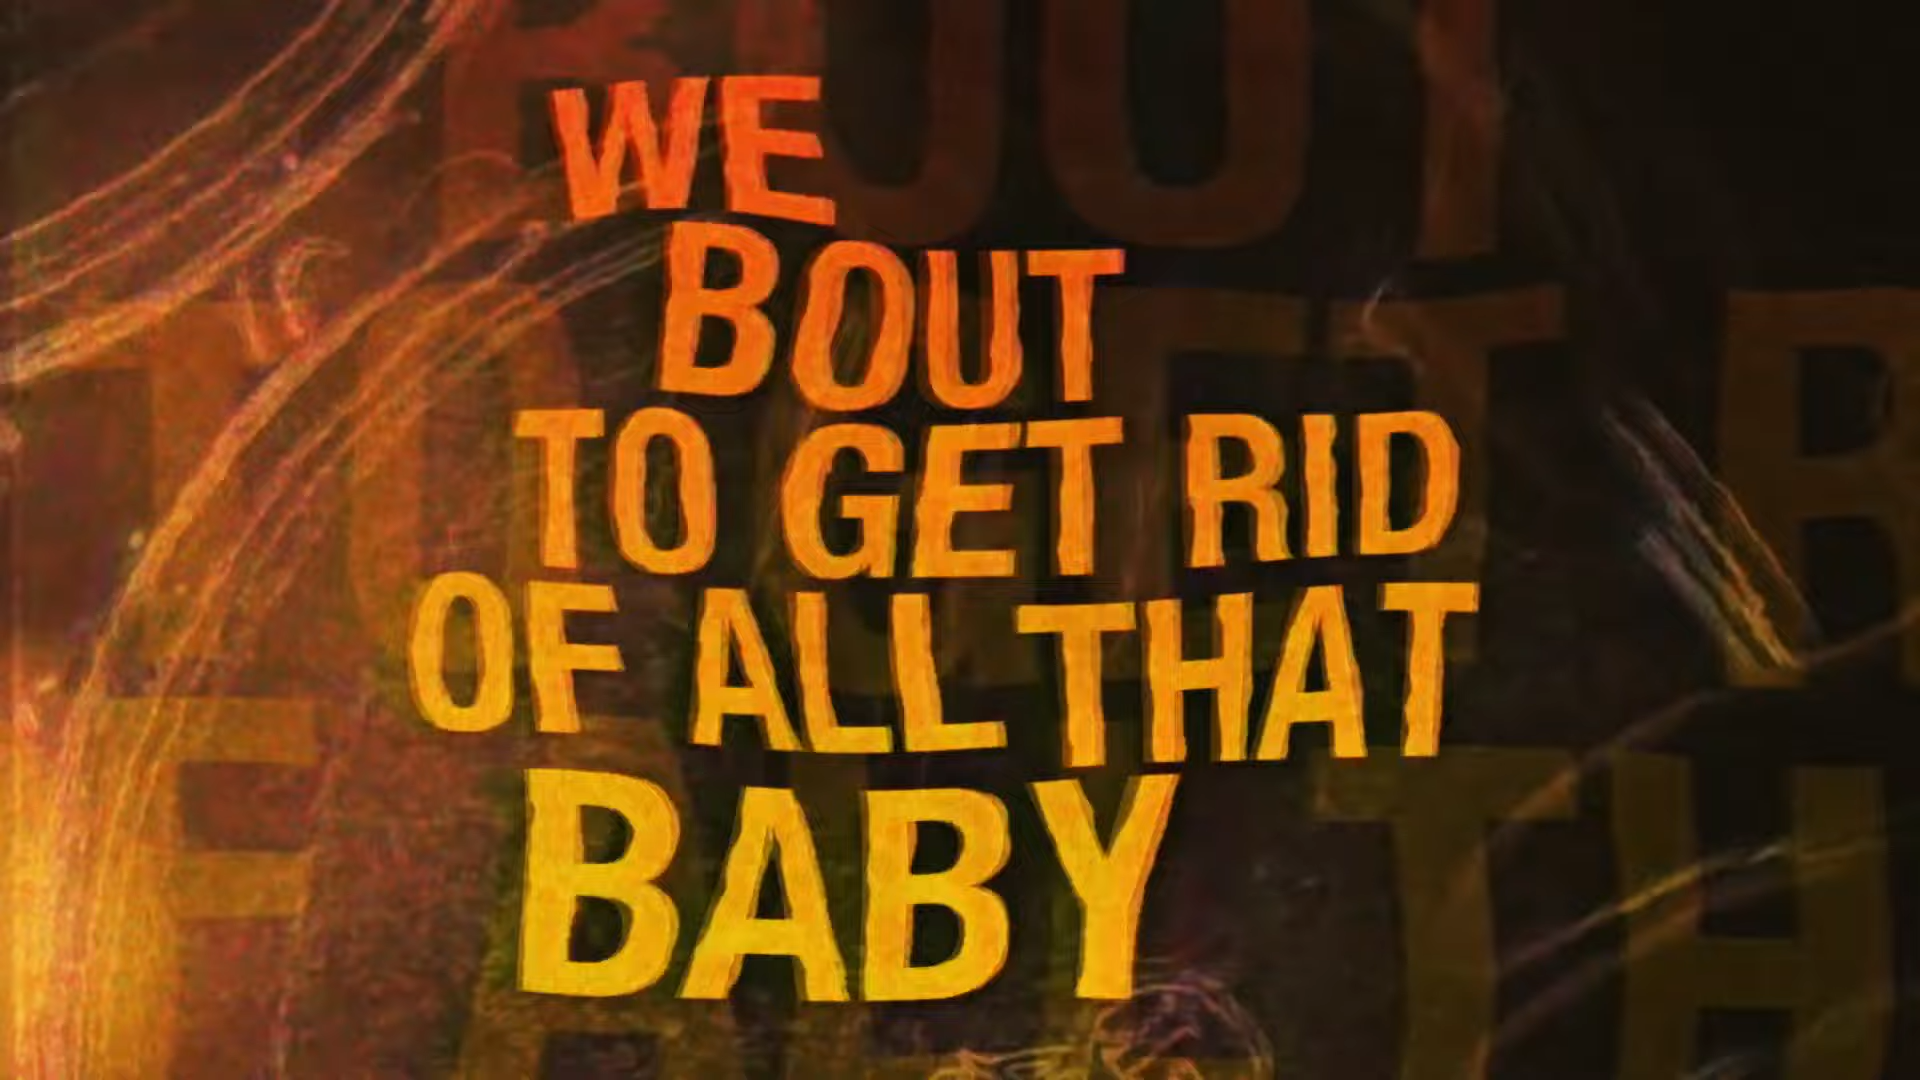 WE
BOUT
TO GET RID
OF ALL THAT
BABY